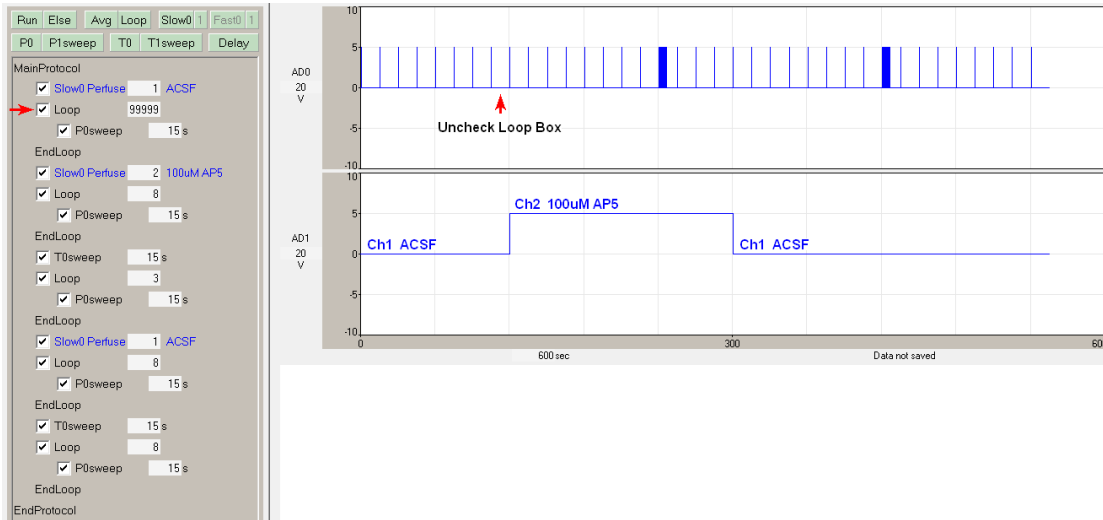 Run Else Avg Loop Slow0 1 Fast0 1
P0 P1sweep T0 T1sweep Delay
MainProtocol
Slow0 Perfuse 1 ACSF
Loop 99999
P0sweep 15 s
EndLoop
Slow0 Perfuse 2 100uM AP5
Loop 8
P0sweep 15 s
EndLoop
T0sweep 15 s
Loop 3
P0sweep 15 s
EndLoop
Slow0 Perfuse 1 ACSF
Loop 8
P0sweep 15 s
EndLoop
T0sweep 15 s
Loop 8
P0sweep 15 s
EndLoop
EndProtocol
AD0
20
V
10
5
0
-5
-10
Uncheck Loop Box
AD1
20
V
10
5
0
-5
-10
Ch1 ACSF
Ch2 100uM AP5
Ch1 ACSF
0 300 60
600 sec Data not saved